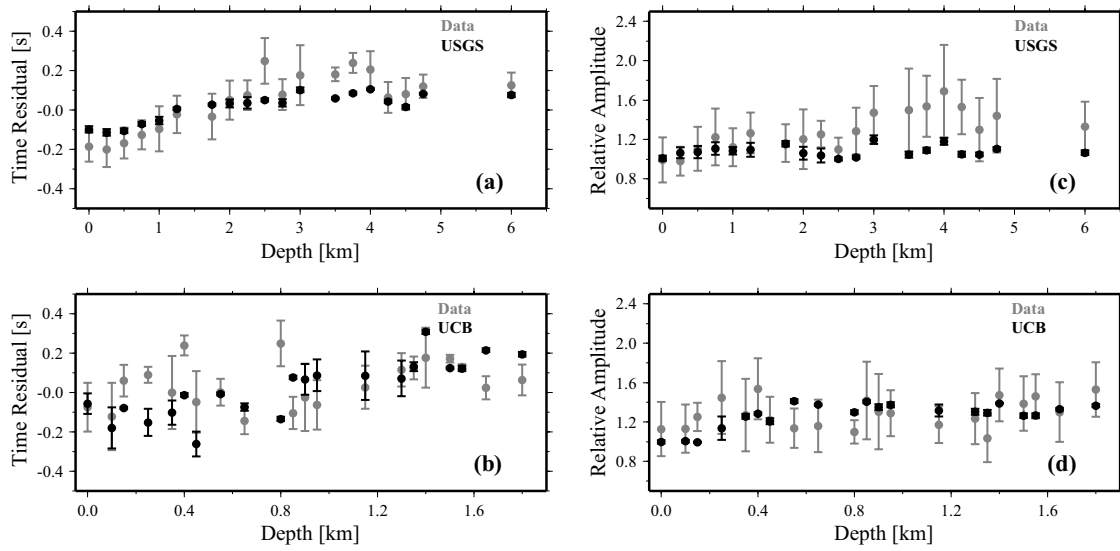 0.4
0.2
-0.0
-0.2
-0.4
Time Residual [s]
Data
USGS
(a)
0 1 2 3 4 5 6
Depth [km]
2.4
2.0
1.6
1.2
0.8
Relative Amplitude
Data
USGS
(c)
0 1 2 3 4 5 6
Depth [km]
0.4
0.2
-0.0
-0.2
-0.4
Time Residual [s]
Data
UCB
(b)
0.0 0.4 0.8 1.2 1.6
Depth [km]
2.4
2.0
1.6
1.2
0.8
Relative Amplitude
Data
UCB
(d)
0.0 0.4 0.8 1.2 1.6
Depth [km]